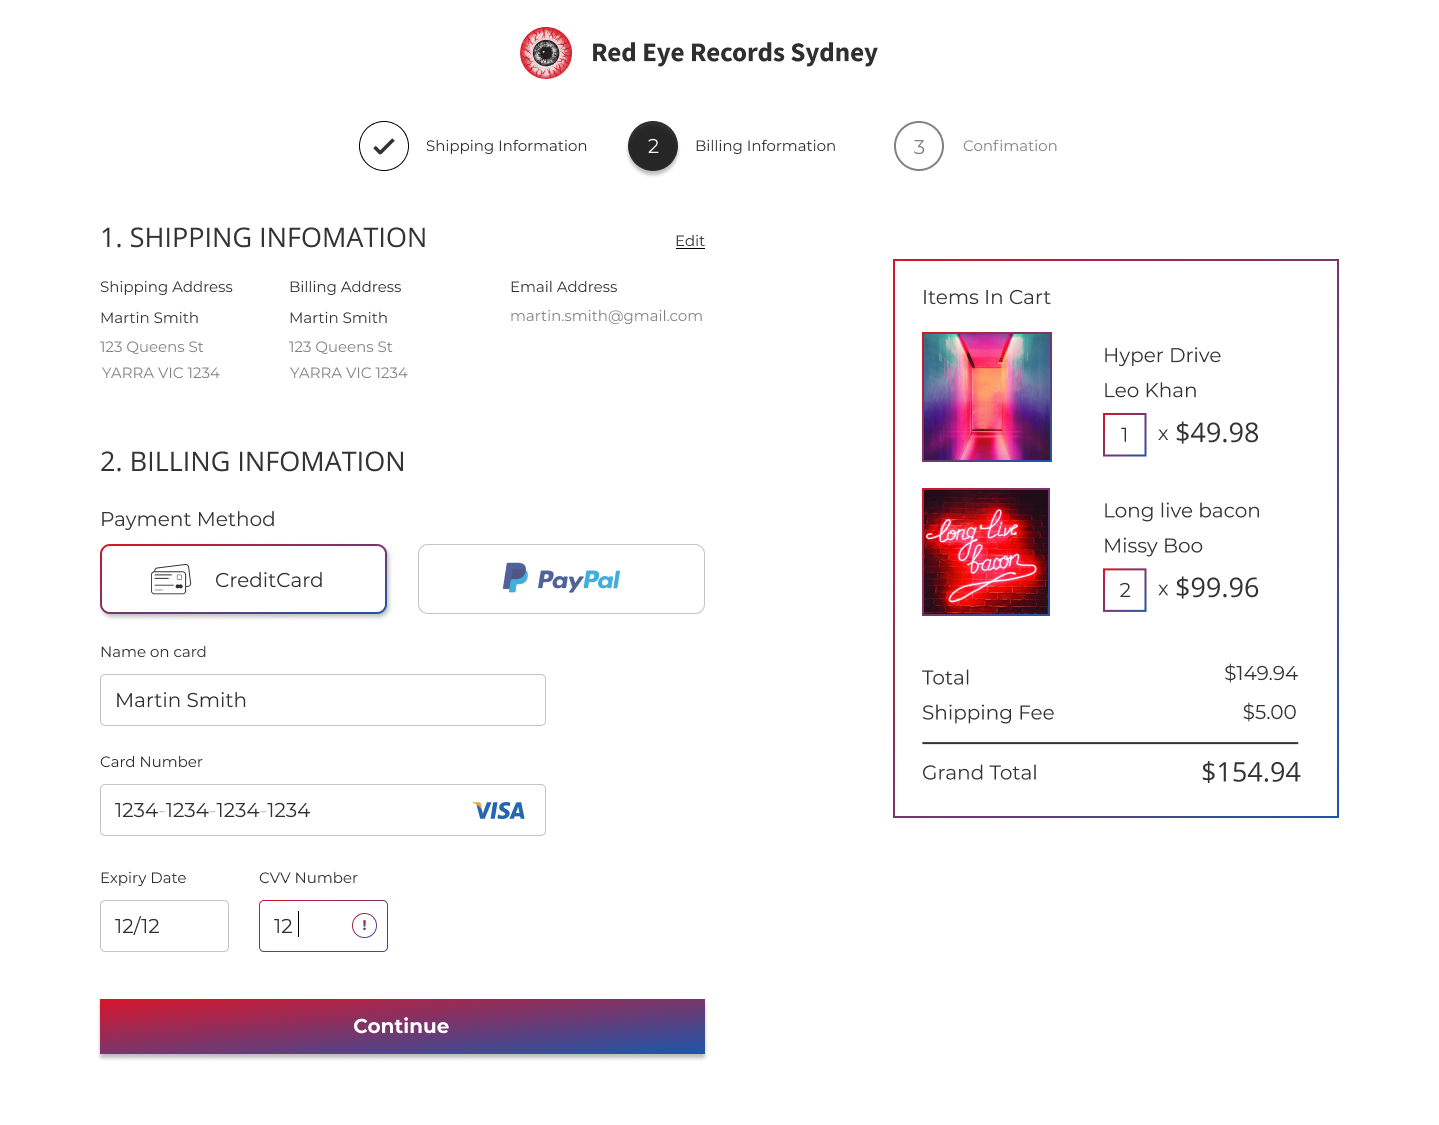 Red Eye Records Sydney
Shipping Information
2
Billing Information
3
Confimation
1. SHIPPING INFOMATION
Edit
Shipping Address
Martin Smith
123 Queens St
YARRA VIC 1234
Billing Address
Martin Smith
123 Queens St
YARRA VIC 1234
Email Address
martin.smith@gmail.com
2. BILLING INFOMATION
Payment Method
CreditCard
PayPal
Name on card
Martin Smith
Card Number
1234-1234-1234-1234
VISA
Expiry Date
12/12
CVV Number
12
!
Continue
Items In Cart
Hyper Drive
Leo Khan
1 x $49.98
long live
bacon
Long live bacon
Missy Boo
2 x $99.96
Total $149.94
Shipping Fee $5.00
Grand Total $154.94